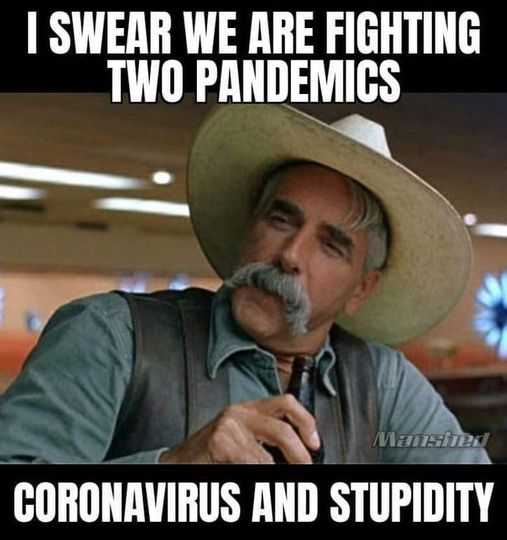 I SWEAR WE ARE FIGHTING
TWO PANDEMICS
Manshed
CORONAVIRUS AND STUPIDITY